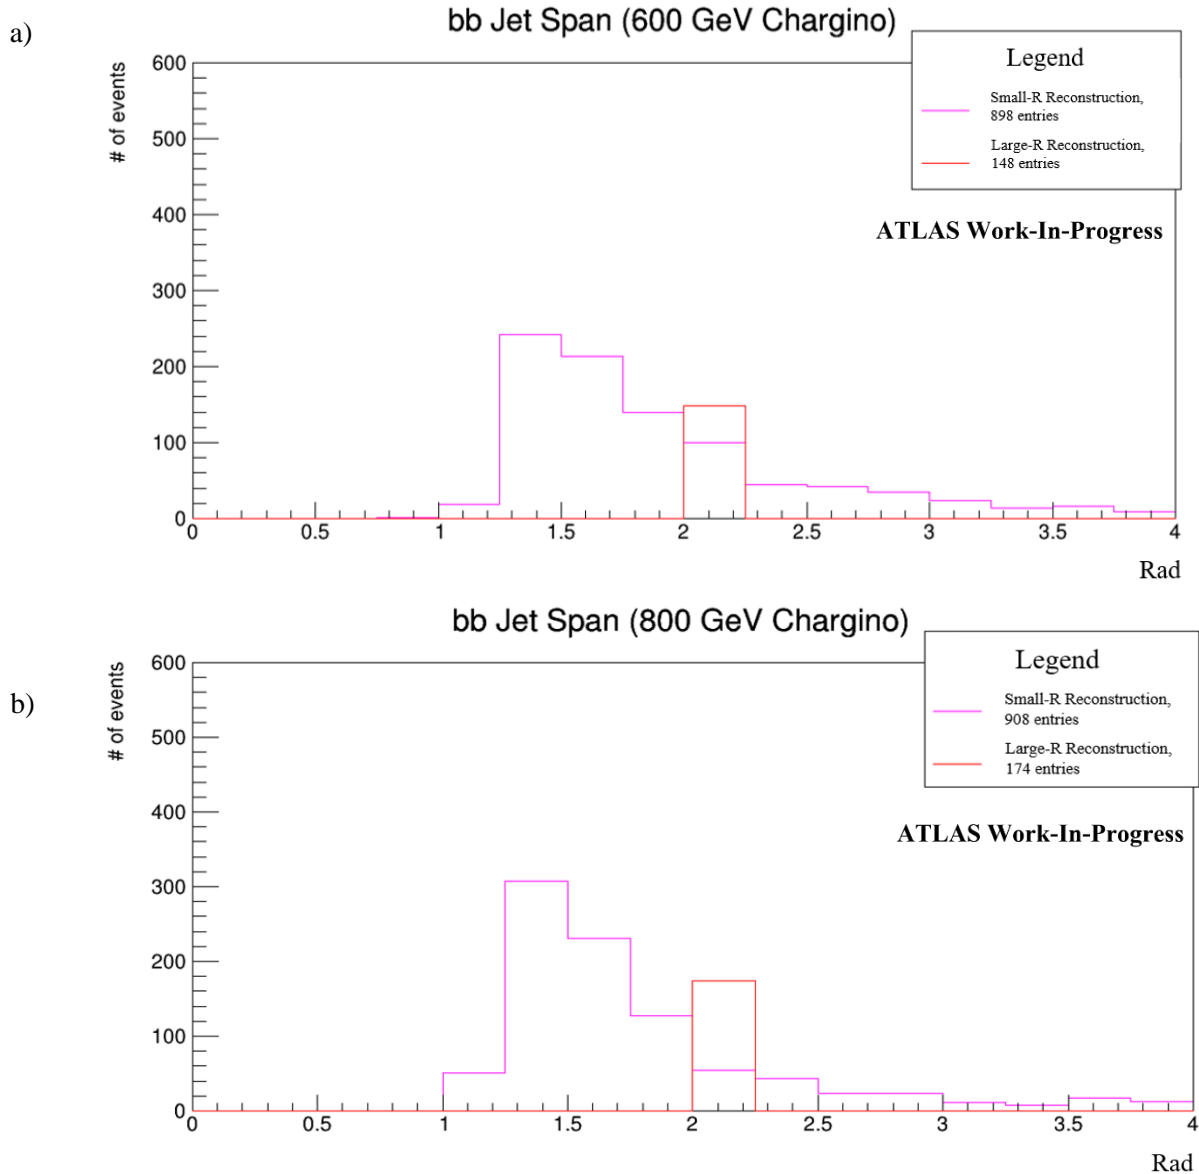 a)
bb Jet Span (600 GeV Chargino)
# of events
600
500
400
300
200
100
0
0 0.5 1 1.5 2 2.5 3 3.5 4
Rad
Legend
Small-R Reconstruction,
898 entries
Large-R Reconstruction,
148 entries
ATLAS Work-In-Progress
b)
bb Jet Span (800 GeV Chargino)
# of events
600
500
400
300
200
100
0
0 0.5 1 1.5 2 2.5 3 3.5 4
Rad
Legend
Small-R Reconstruction,
908 entries
Large-R Reconstruction,
174 entries
ATLAS Work-In-Progress